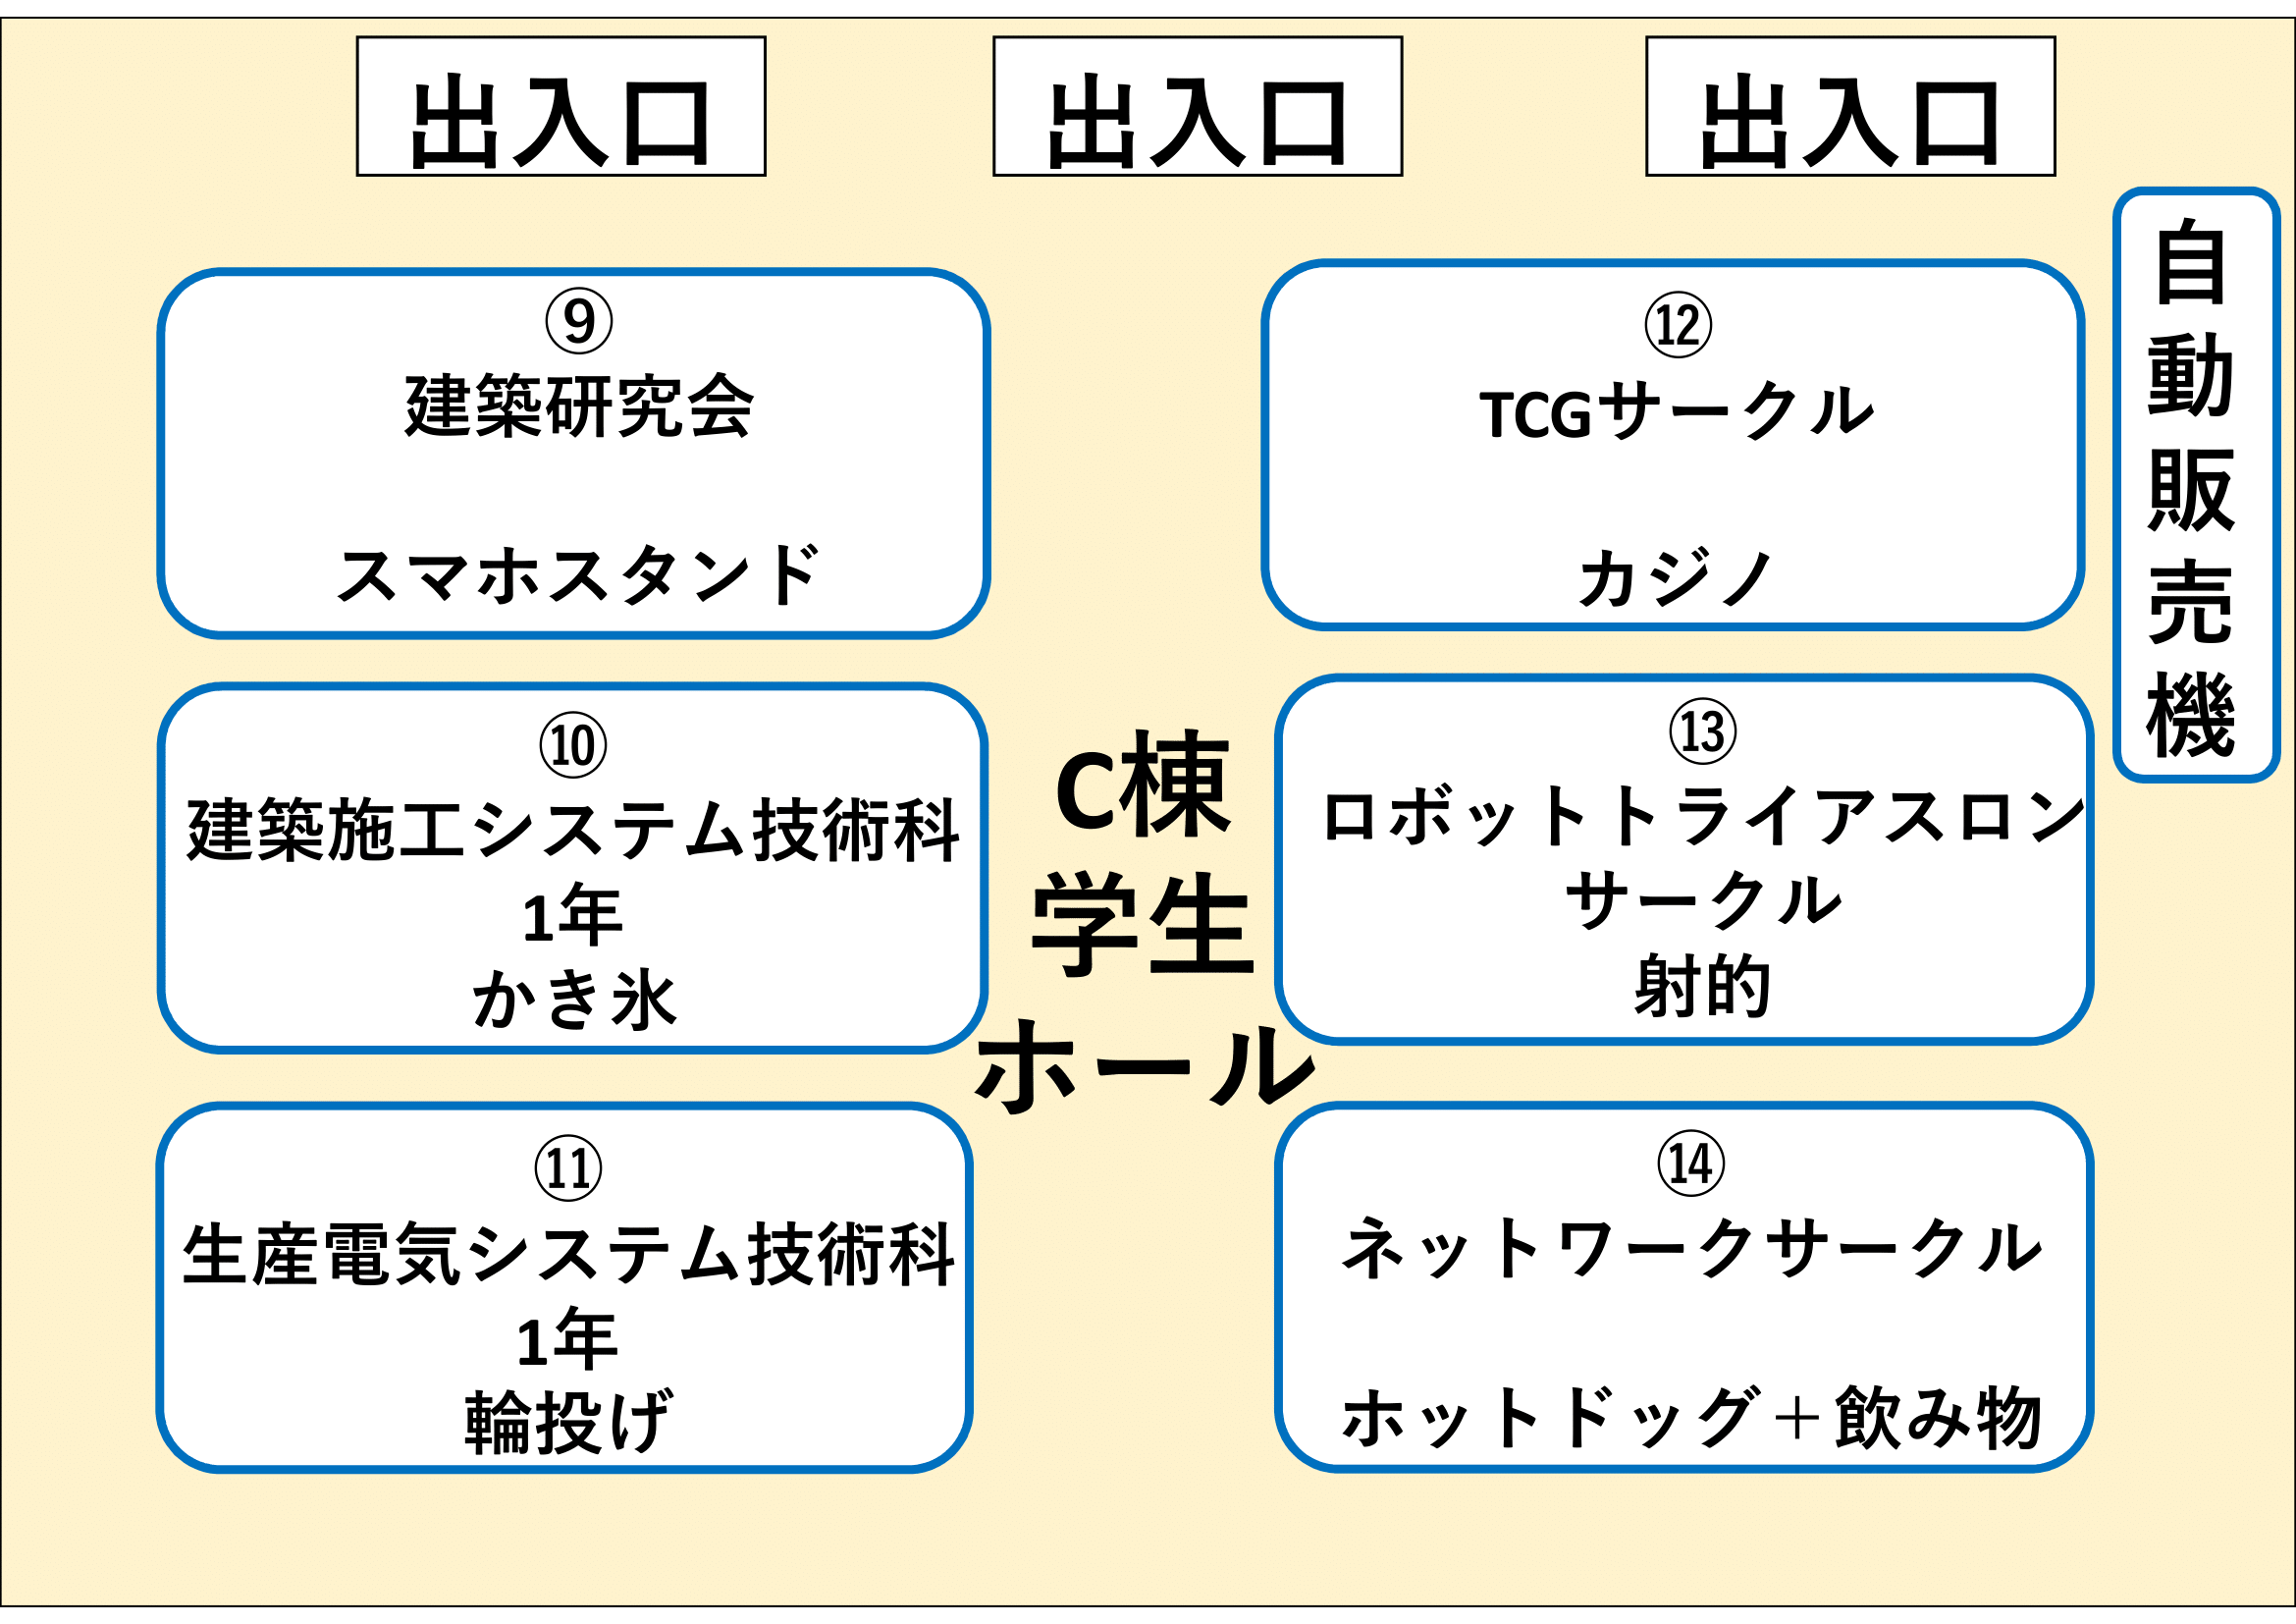 出入口
出入口
出入口
自動販売機
⑨
建築研究会
スマホスタンド
⑩
建築施工システム技術科
1年
かき氷
⑪
生産電気システム技術科
1年
輪投げ
C棟
学生
ホール
⑫
TCGサークル
カジノ
⑬
ロボットトライアスロン
サークル
射的
⑭
ネットワークサークル
ホットドッグ＋飲み物